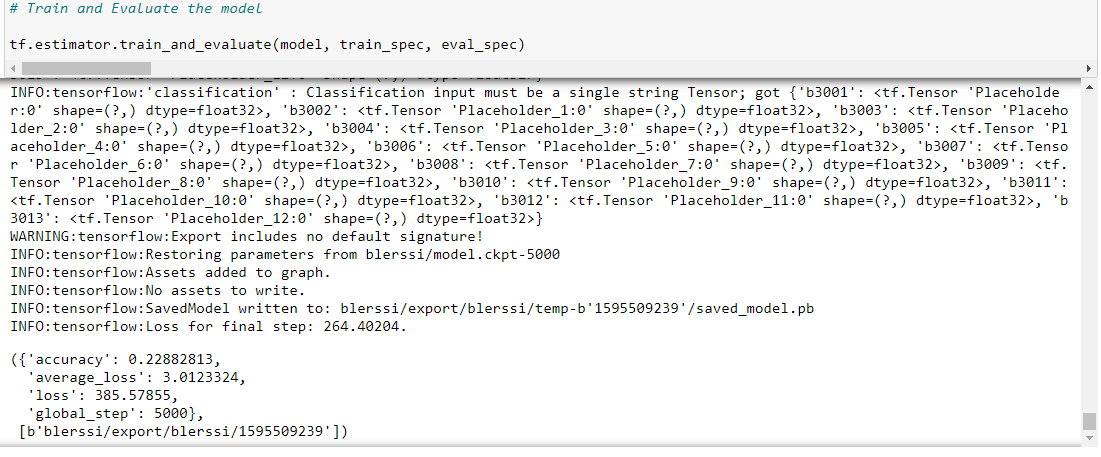 # Train and Evaluate the model
tf.estimator.train_and_evaluate(model, train_spec, eval_spec)
INFO:tensorflow:'classification' : Classification input must be a single string Tensor; got {'b3001': <tf.Tensor 'Placeholde
r:0' shape=(?,) dtype=float32>, 'b3002': <tf.Tensor 'Placeholder_1:0' shape=(?,) dtype=float32>, 'b3003': <tf.Tensor 'Placeho
lder_2:0' shape=(?,) dtype=float32>, 'b3004': <tf.Tensor 'Placeholder_3:0' shape=(?,) dtype=float32>, 'b3005': <tf.Tensor 'Pl
aceholder_4:0' shape=(?,) dtype=float32>, 'b3006': <tf.Tensor 'Placeholder_5:0' shape=(?,) dtype=float32>, 'b3007': <tf.Tenso
r 'Placeholder_6:0' shape=(?,) dtype=float32>, 'b3008': <tf.Tensor 'Placeholder_7:0' shape=(?,) dtype=float32>, 'b3009': <tf.
Tensor 'Placeholder_8:0' shape=(?,) dtype=float32>, 'b3010': <tf.Tensor 'Placeholder_9:0' shape=(?,) dtype=float32>, 'b3011':
<tf.Tensor 'Placeholder_10:0' shape=(?,) dtype=float32>, 'b3012': <tf.Tensor 'Placeholder_11:0' shape=(?,) dtype=float32>, 'b
3013': <tf.Tensor 'Placeholder_12:0' shape=(?,) dtype=float32>}
WARNING:tensorflow:Export includes no default signature!
INFO:tensorflow:Restoring parameters from blerssi/model.ckpt-5000
INFO:tensorflow:Assets added to graph.
INFO:tensorflow:No assets to write.
INFO:tensorflow:SavedModel written to: blerssi/export/blerssi/temp-b'1595509239'/saved_model.pb
INFO:tensorflow:Loss for final step: 264.40204.
({'accuracy': 0.22882813,
'average_loss': 3.0123324,
'loss': 385.57855,
'global_step': 5000},
[b'blerssi/export/blerssi/1595509239'])